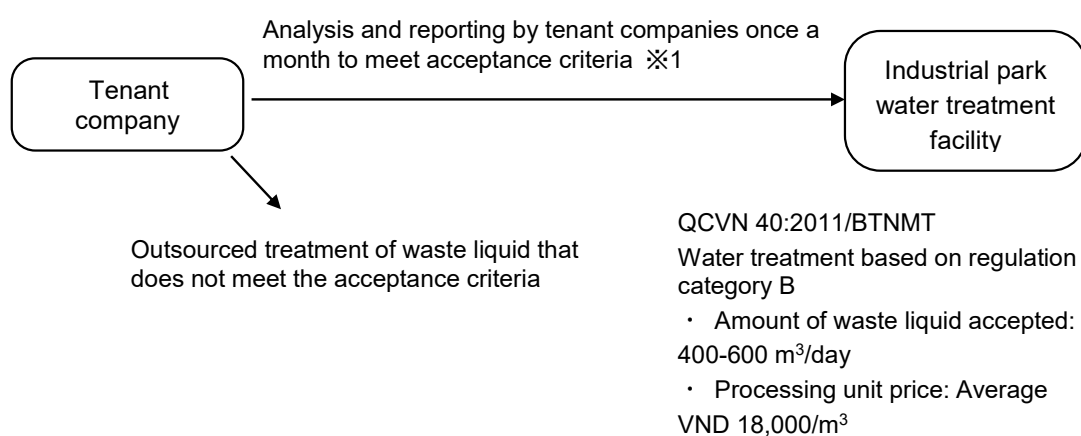 Analysis and reporting by tenant companies once a
month to meet acceptance criteria ※1
Tenant
company
Industrial park
water treatment
facility
Outsourced treatment of waste liquid that
does not meet the acceptance criteria
QCVN 40:2011/BTNMT
Water treatment based on regulation
category B
・ Amount of waste liquid accepted:
400-600 m³/day
・ Processing unit price: Average
VND 18,000/m³